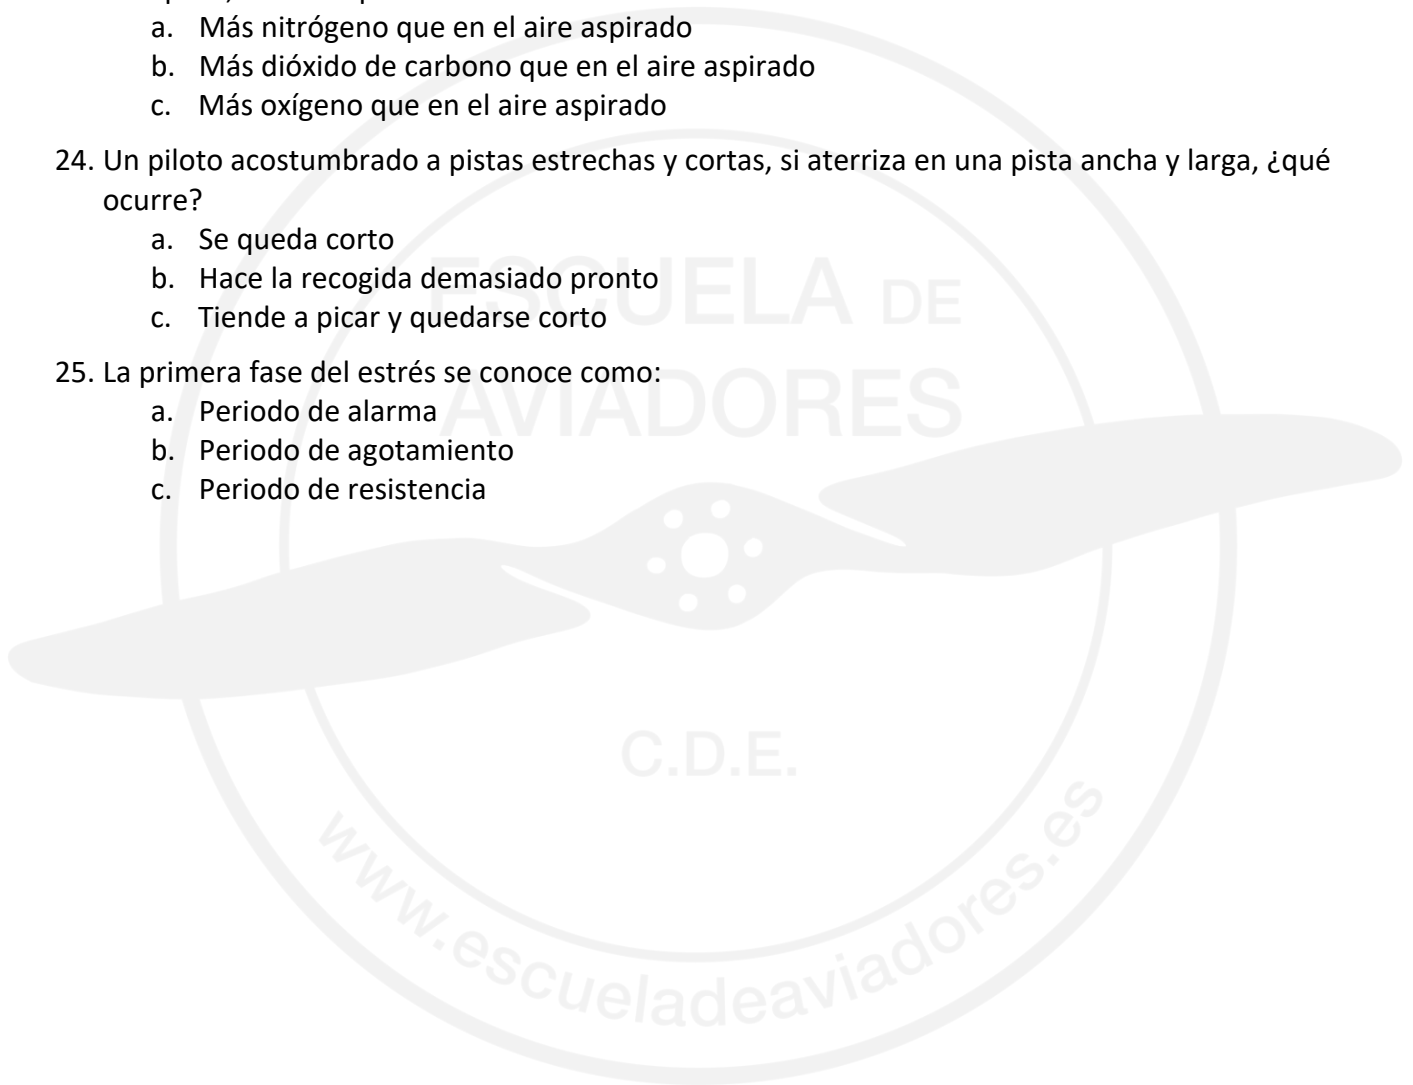 a. Más nitrógeno que en el aire aspirado
b. Más dióxido de carbono que en el aire aspirado
c. Más oxígeno que en el aire aspirado
24. Un piloto acostumbrado a pistas estrechas y cortas, si aterriza en una pista ancha y larga, ¿qué
ocurre?
a. Se queda corto
b. Hace la recogida demasiado pronto
c. Tiende a picar y quedarse corto
25. La primera fase del estrés se conoce como:
a. Periodo de alarma
b. Periodo de agotamiento
c. Periodo de resistencia
ESCUELA DE
AVIADORES
C.D.E.
www.escueladeaviadores.es